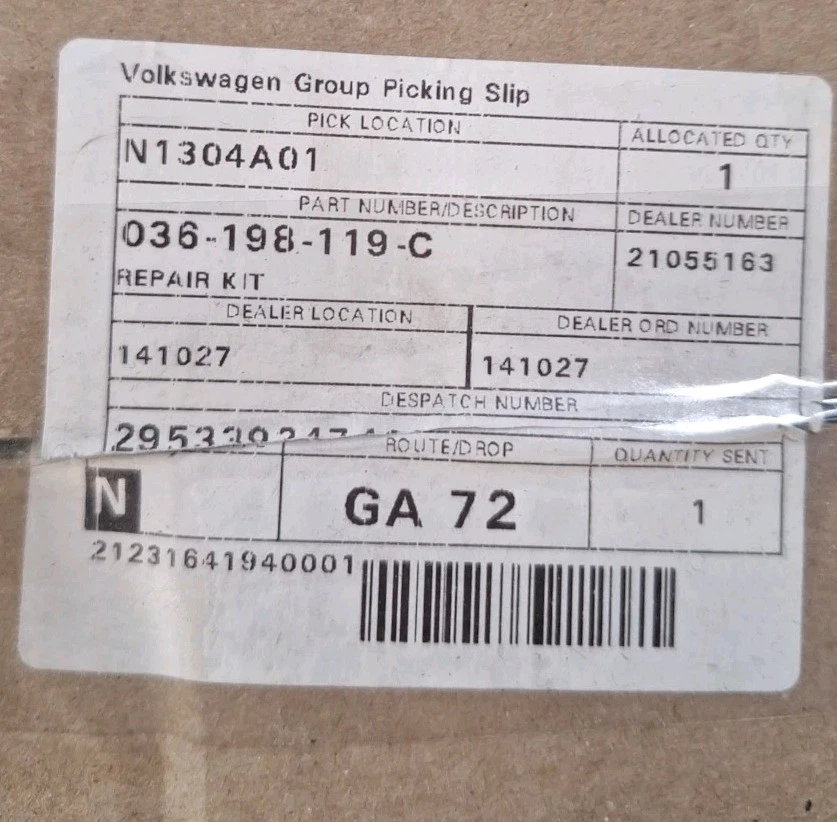 Volkswagen Group Picking Slip
PICK LOCATION
ALLOCATED QTY
N1304A01
1
PART NUMBER/DESCRIPTION
DEALER NUMBER
036-198-119-C
21055163
REPAIR KIT
DEALER LOCATION
DEALER ORD NUMBER
141027
141027
DESPATCH NUMBER
ROUTE/DROP
QUANTITY SENT
N
GA 72
1
21231641940001